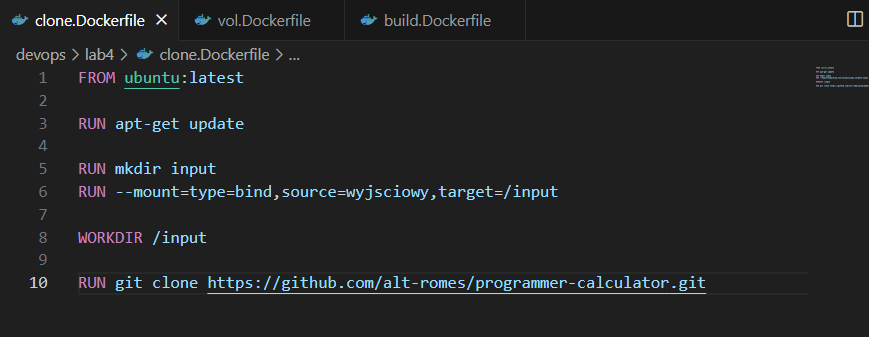 clone.Dockerfile vol.Dockerfile build.Dockerfile
devops > lab4 > clone.Dockerfile > ...
1 FROM ubuntu:latest
2
3 RUN apt-get update
4
5 RUN mkdir input
6 RUN --mount=type=bind,source=wyjsciowy,target=/input
7
8 WORKDIR /input
9
10 RUN git clone https://github.com/alt-romes/programmer-calculator.git